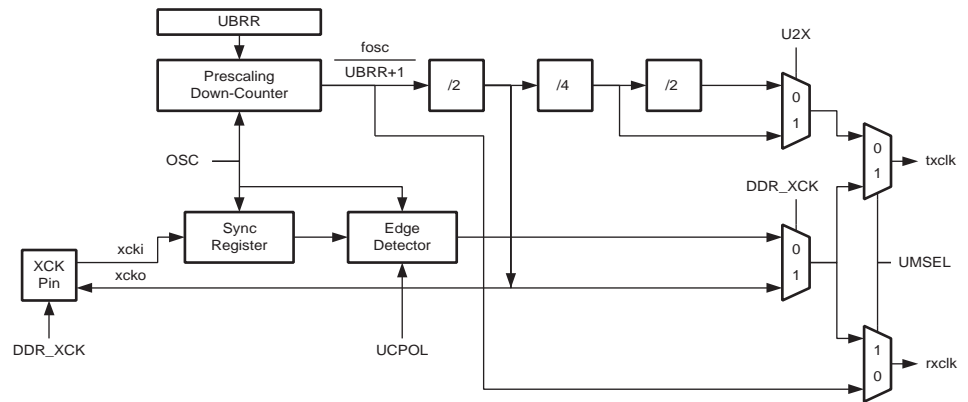 UBRR
fosc
UBRR+1
Prescaling
Down-Counter
/2
/4
/2
U2X
0
1
OSC
0
1
txclk
DDR_XCK
Sync
Register
Edge
Detector
xcki
xcko
XCK
Pin
0
1
UMSEL
DDR_XCK
UCPOL
1
0
rxclk